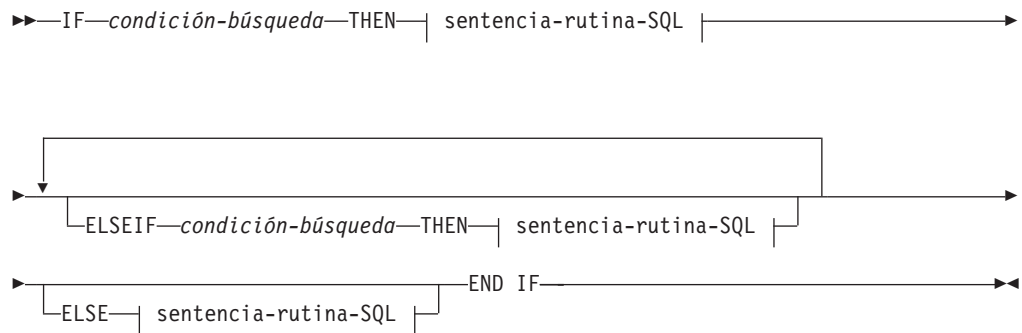 IF condición-búsqueda THEN sentencia-rutina-SQL
ELSEIF condición-búsqueda THEN sentencia-rutina-SQL
END IF
ELSE sentencia-rutina-SQL